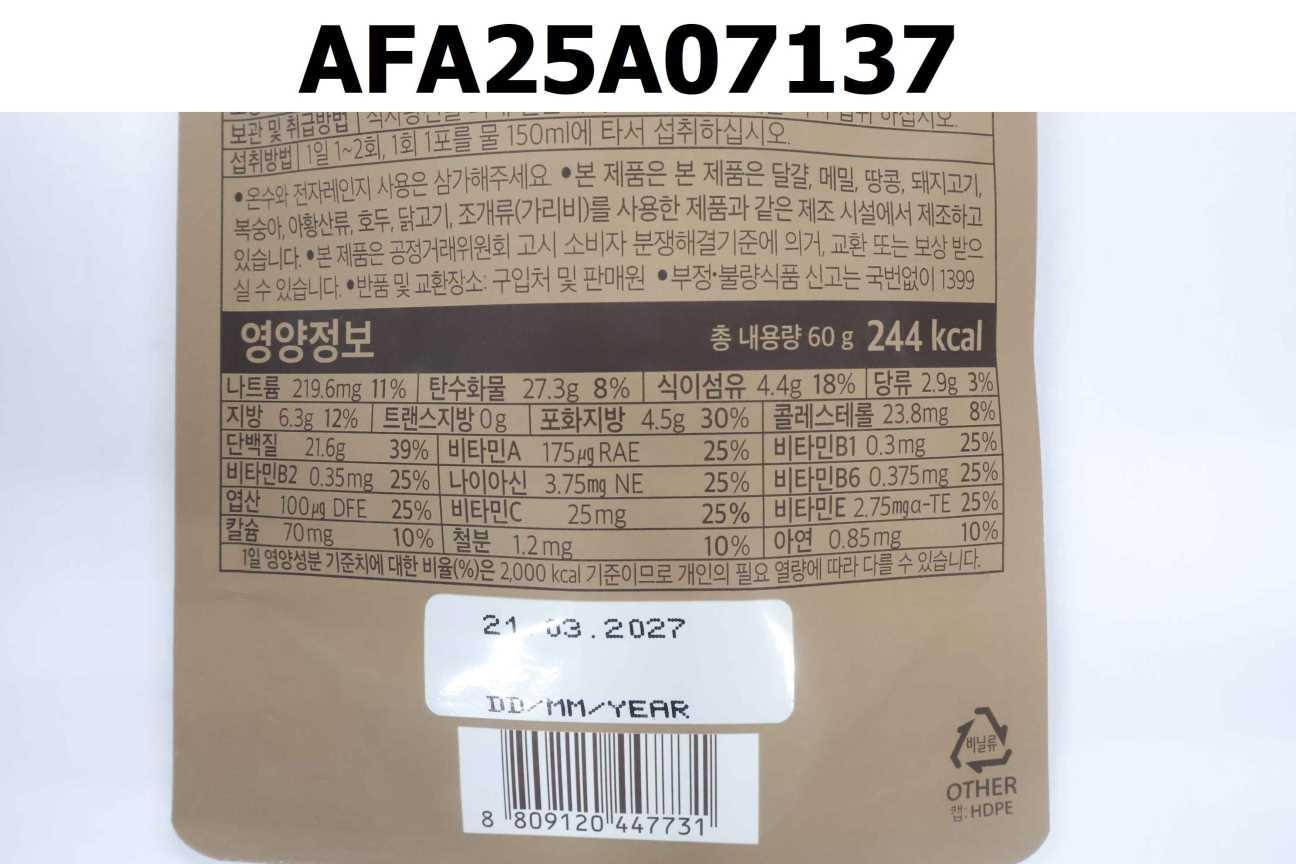 AFA25A07137
보관 및 취급방법
섭취방법 1일 1~2회, 1회 1포를 물 150ml에 타서 섭취하십시오.
•온수와 전자레인지 사용은 삼가해주세요 •본 제품은 본 제품은 달걀, 메밀, 땅콩, 돼지고기,
복숭아, 아황산류, 호두, 닭고기, 조개류(가리비)를 사용한 제품과 같은 제조 시설에서 제조하고
있습니다. •본 제품은 공정거래위원회 고시 소비자 분쟁해결기준에 의거, 교환 또는 보상 받으
실 수 있습니다. •반품 및 교환장소: 구입처 및 판매원 •부정·불량식품 신고는 국번없이 1399
영양정보 총 내용량 60 g 244 kcal
나트륨 219.6mg 11% 탄수화물 27.3g 8% 식이섬유 4.4g 18% 당류 2.9g 3%
지방 6.3g 12% 트랜스지방 0g 포화지방 4.5g 30% 콜레스테롤 23.8mg 8%
단백질 21.6g 39% 비타민A 175μg RAE 25% 비타민B1 0.3mg 25%
비타민B2 0.35mg 25% 나이아신 3.75mg NE 25% 비타민B6 0.375mg 25%
엽산 100μg DFE 25% 비타민C 25mg 25% 비타민E 2.75mgα-TE 25%
칼슘 70mg 10% 철분 1.2mg 10% 아연 0.85mg 10%
1일 영양성분 기준치에 대한 비율(%)은 2,000 kcal 기준이므로 개인의 필요 열량에 따라 다를 수 있습니다.
21 03.2027
DD/MM/YEAR
8 809120 447731
비닐류
OTHER
캡: HDPE